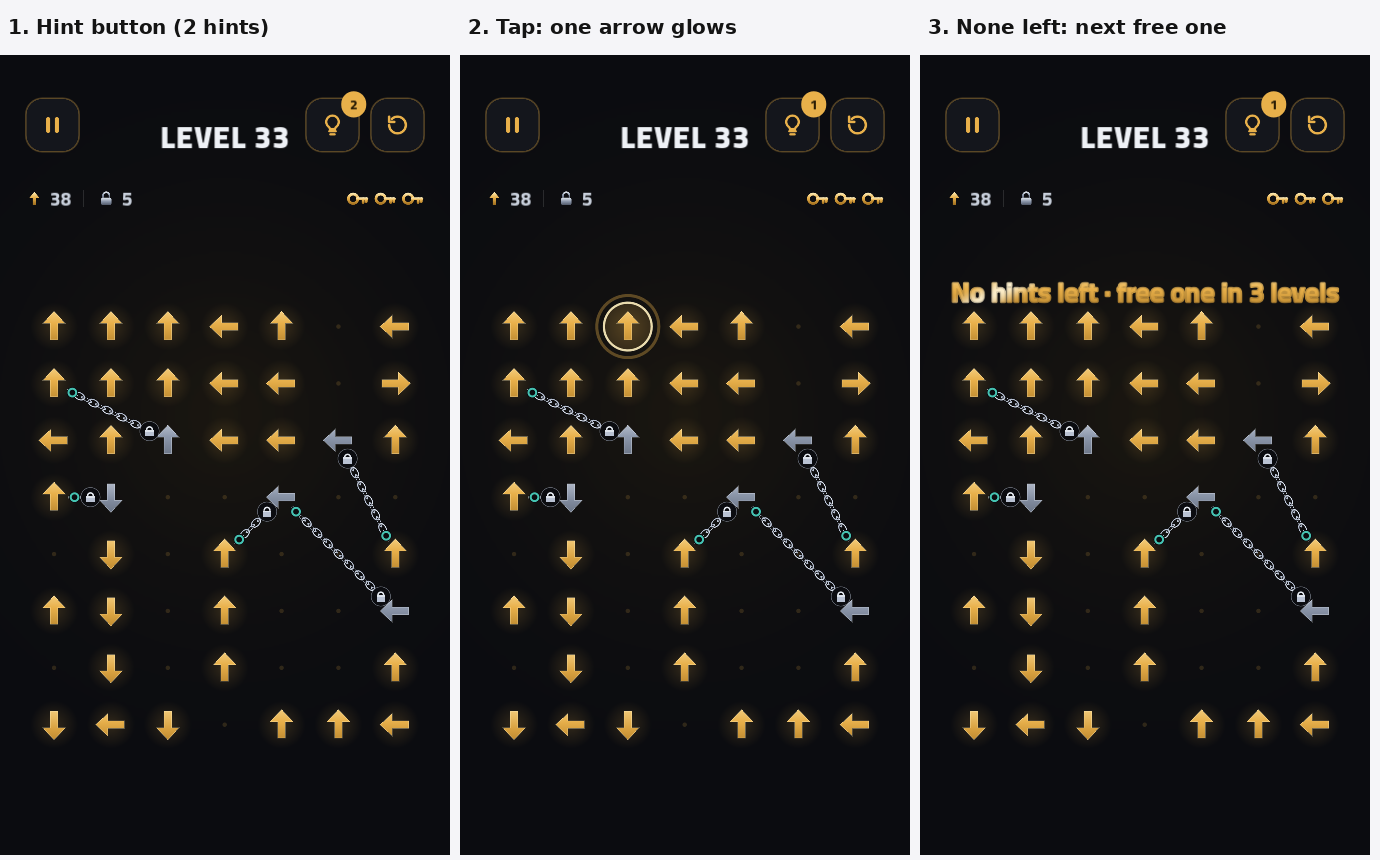 1. Hint button (2 hints)
2
LEVEL 33
38
5
2. Tap: one arrow glows
1
LEVEL 33
38
5
3. None left: next free one
1
LEVEL 33
38
5
No hints left · free one in 3 levels